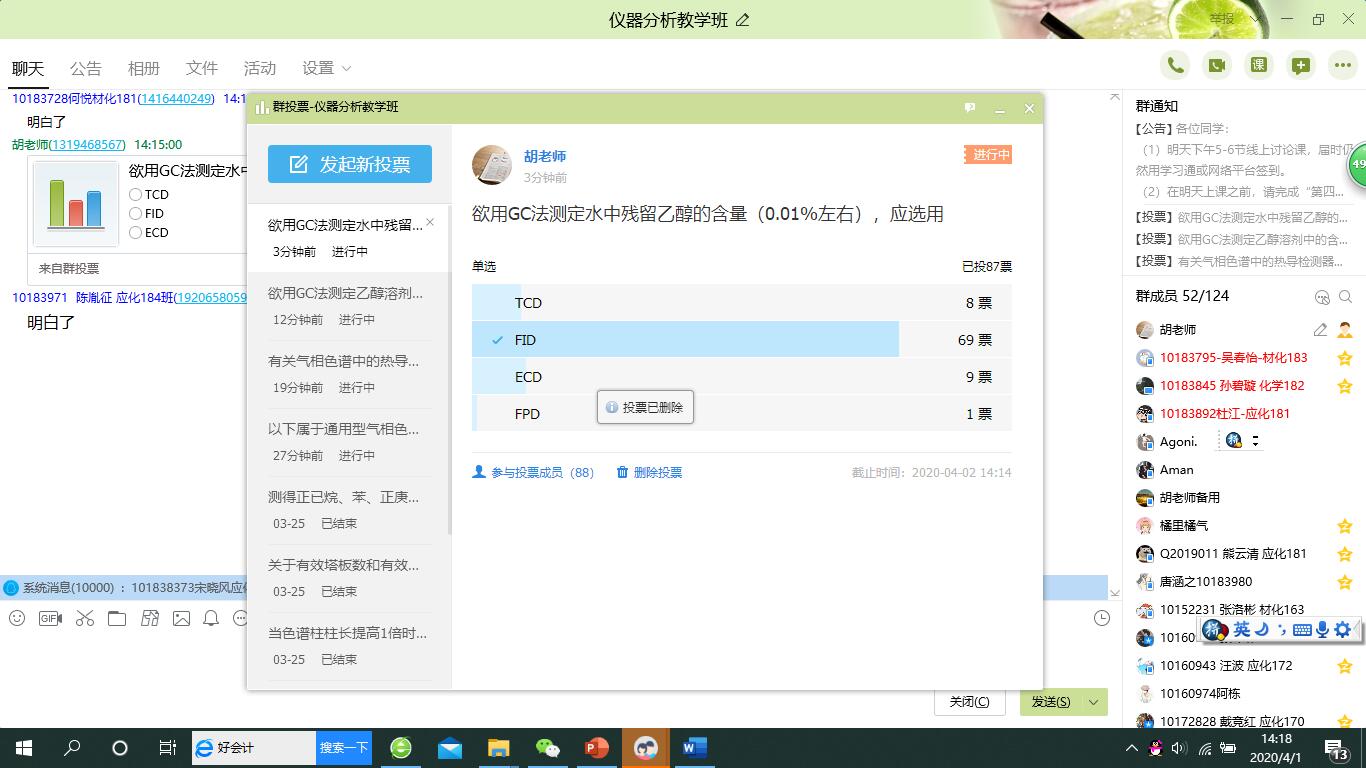 仪器分析教学班
举报
聊天 公告 相册 文件 活动 设置
10183728何悦材化181(1416440249) 14:1
明白了
胡老师(1319468567) 14:15:00
欲用GC法测定水中
TCD
FID
ECD
来自群投票
10183971 陈胤征 应化184班(1920658059
明白了
系统消息(10000) : 101838373宋晓风应化
GIF
关闭(C)
发送(S)
群投票-仪器分析教学班
发起新投票
欲用GC法测定水中残留...
3分钟前 进行中
欲用GC法测定乙醇溶剂...
12分钟前 进行中
有关气相色谱中的热导...
19分钟前 进行中
以下属于通用型气相色...
27分钟前 进行中
测得正已烷、苯、正庚...
03-25 已结束
关于有效塔板数和有效...
03-25 已结束
当色谱柱柱长提高1倍时...
03-25 已结束
胡老师
3分钟前
进行中
欲用GC法测定水中残留乙醇的含量（0.01%左右），应选用
单选 已投87票
TCD 8 票
FID 69 票
ECD 9 票
FPD 1 票
投票已删除
参与投票成员（88） 删除投票 截止时间：2020-04-02 14:14
课
群通知
【公告】各位同学：
（1）明天下午5-6节线上讨论课，届时仍
然用学习通或网络平台签到。
（2）在明天上课之前，请完成“第四...
【投票】欲用GC法测定水中残留乙醇的...
【投票】欲用GC法测定乙醇溶剂中的含...
【投票】有关气相色谱中的热导检测器...
49
群成员 52/124
胡老师
10183795-吴春怡-材化183
10183845 孙碧璇 化学182
10183892杜江-应化181
Agoni.
Aman
胡老师备用
橘里橘气
Q2019011 熊云清 应化181
唐涵之10183980
10152231 张洛彬 材化163
英
10160943 汪波 应化172
10160974阿栋
10172828 戴竞红 应化170
好会计
搜索一下
14:18
2020/4/1
13